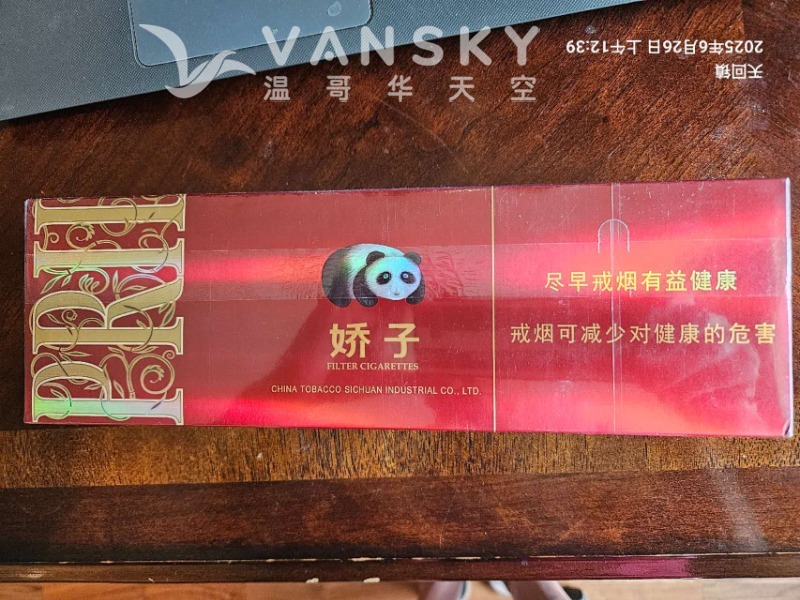 VANSKY
温哥华天空
2025年6月26日 上午12:39
天回镇
PRI
娇子
FILTER CIGARETTES
CHINA TOBACCO SICHUAN INDUSTRIAL CO., LTD.
尽早戒烟有益健康
戒烟可减少对健康的危害